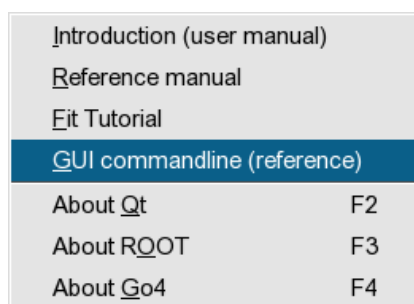 Introduction (user manual)
Reference manual
Fit Tutorial
GUI commandline (reference)
About Qt F2
About ROOT F3
About Go4 F4